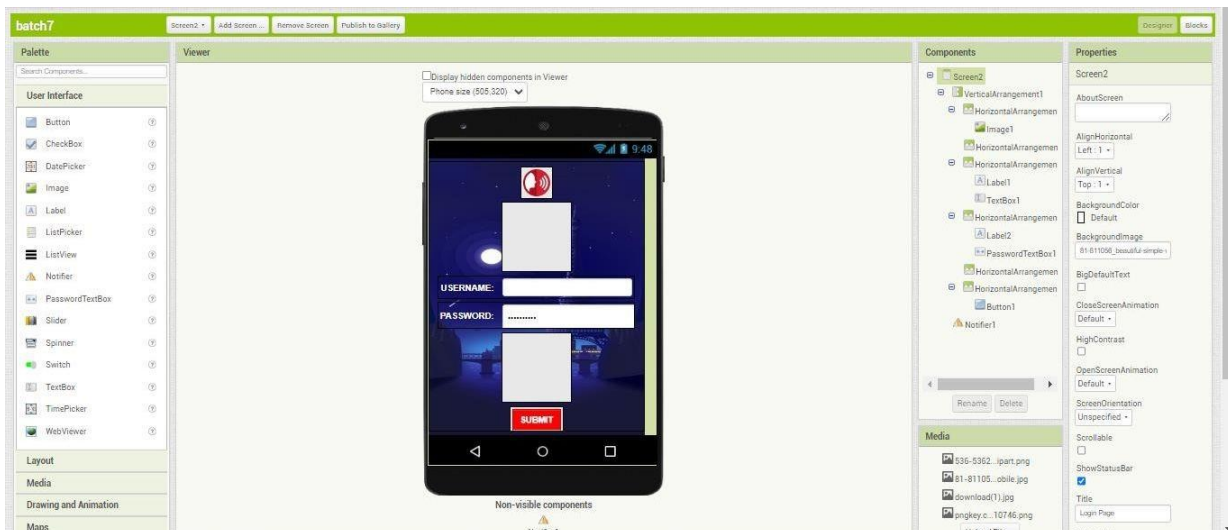 batch7
Screen2
Add Screen ...
Remove Screen
Publish to Gallery
Designer
Blocks
Palette
Search Components...
User Interface
Button
CheckBox
DatePicker
Image
Label
ListPicker
ListView
Notifier
PasswordTextBox
Slider
Spinner
Switch
TextBox
TimePicker
WebViewer
Layout
Media
Drawing and Animation
Maps
Viewer
Display hidden components in Viewer
Phone size (505,320)
9:48
USERNAME:
PASSWORD:
SUBMIT
Non-visible components
Components
Screen2
VerticalArrangement1
HorizontalArrangemen
Image1
HorizontalArrangemen
HorizontalArrangemen
Label1
TextBox1
HorizontalArrangemen
Label2
PasswordTextBox1
HorizontalArrangemen
HorizontalArrangemen
Button1
Notifier1
Rename
Delete
Media
536-5362...ipart.png
81-81105...obile.jpg
download(1).jpg
pngkey.c...10746.png
Properties
Screen2
AboutScreen
AlignHorizontal
Left : 1
AlignVertical
Top : 1
BackgroundColor
Default
BackgroundImage
81-811056_beautiful-simple-
BigDefaultText
CloseScreenAnimation
Default
HighContrast
OpenScreenAnimation
Default
ScreenOrientation
Unspecified
Scrollable
ShowStatusBar
Title
Login Page